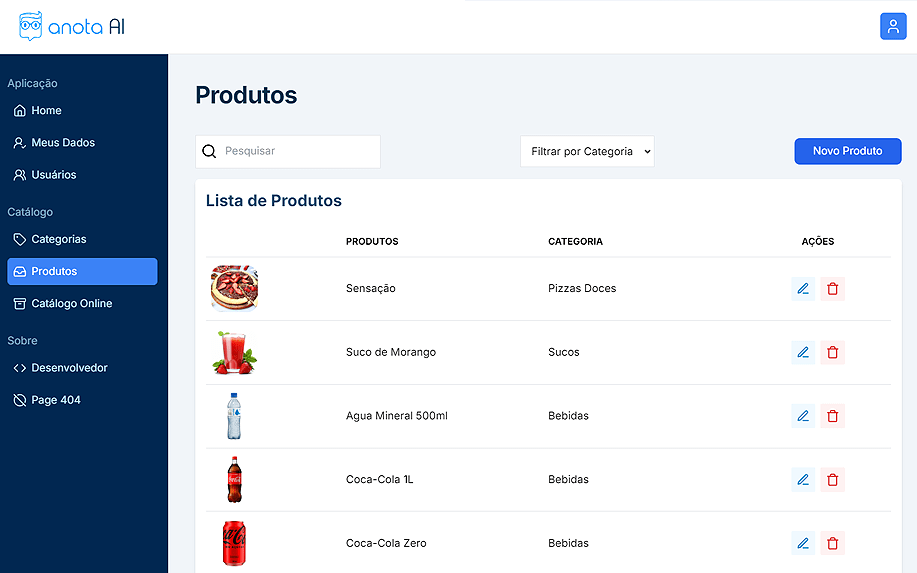 anota AI
Aplicação
Home
Meus Dados
Usuários
Catálogo
Categorias
Produtos
Catálogo Online
Sobre
Desenvolvedor
Page 404
Produtos
Pesquisar
Filtrar por Categoria
Novo Produto
Lista de Produtos
PRODUTOS CATEGORIA AÇÕES
Sensação Pizzas Doces
Suco de Morango Sucos
Agua Mineral 500ml Bebidas
Coca-Cola 1L Bebidas
Coca-Cola Zero Bebidas